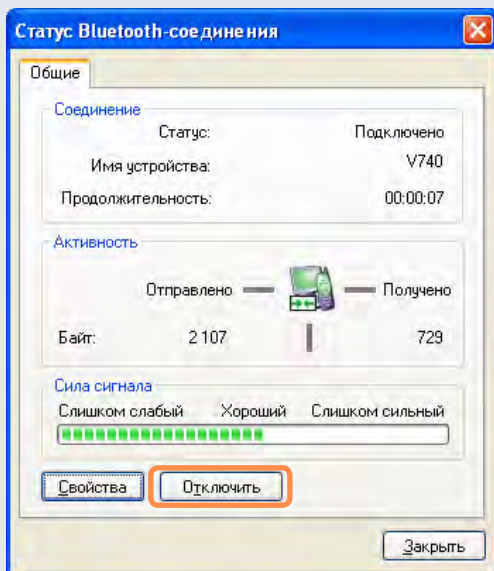 Статус Bluetooth-соединения
Общие
Соединение
Статус: Подключено
Имя устройства: V740
Продолжительность: 00:00:07
Активность
Отправлено Получено
Байт: 2 107 729
Сила сигнала
Слишком слабый Хороший Слишком сильный
Свойства Отключить
Закрыть